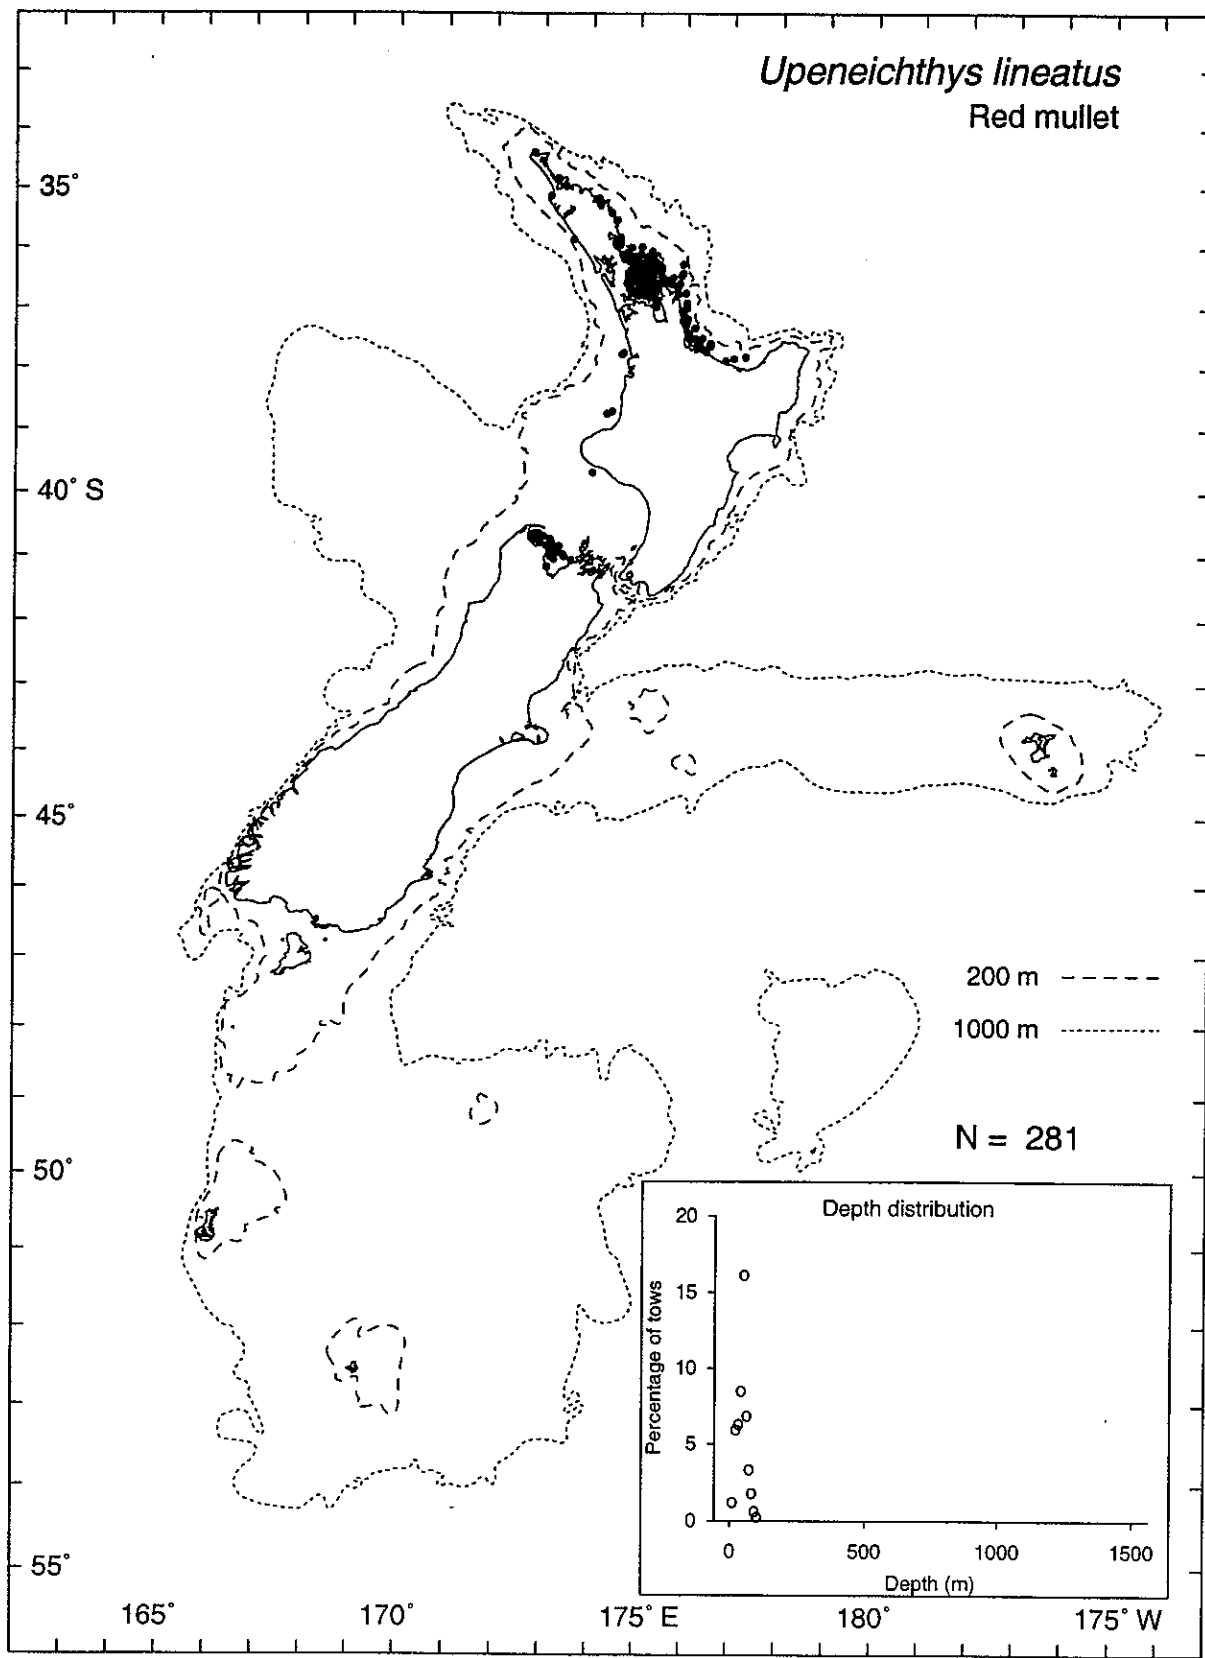 Upeneichthys lineatus
Red mullet
35°
40° S
45°
50°
55°
200 m
1000 m
N = 281
Depth distribution
20
15
10
5
0
Percentage of tows
0 500 1000 1500
Depth (m)
165° 170° 175° E 180° 175° W